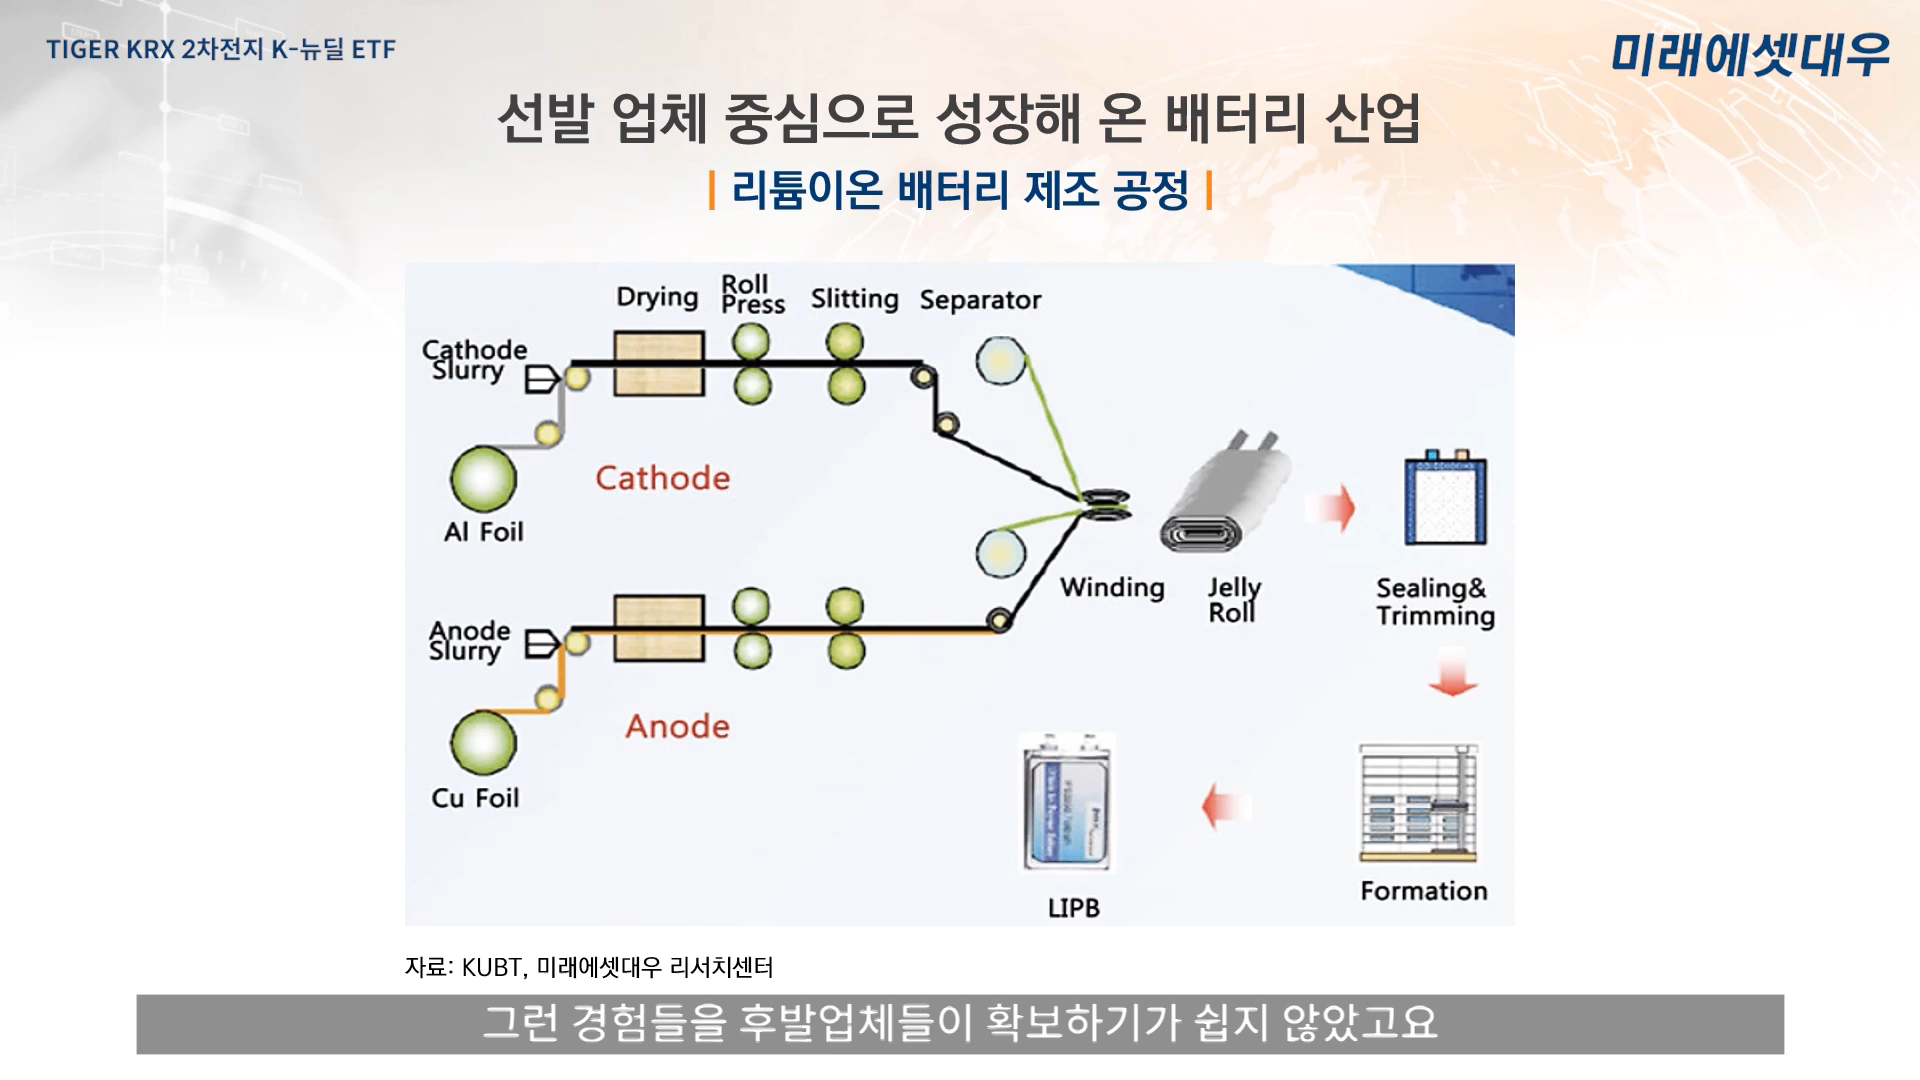 TIGER KRX 2차전지 K-뉴딜 ETF
미래에셋대우
선발 업체 중심으로 성장해 온 배터리 산업
| 리튬이온 배터리 제조 공정 |
Drying
Roll
Press
Slitting
Separator
Cathode
Slurry
Cathode
Al Foil
Winding
Jelly
Roll
Sealing&
Trimming
Anode
Slurry
Anode
Cu Foil
LIPB
Formation
자료: KUBT, 미래에셋대우 리서치센터
그런 경험들을 후발업체들이 확보하기가 쉽지 않았고요